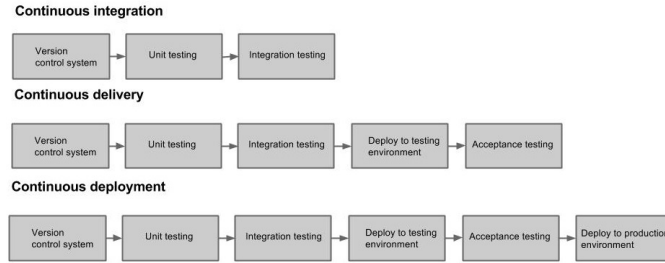 Continuous integration
Version
control system
Unit testing
Integration testing
Continuous delivery
Version
control system
Unit testing
Integration testing
Deploy to testing
environment
Acceptance testing
Continuous deployment
Version
control system
Unit testing
Integration testing
Deploy to testing
environment
Acceptance testing
Deploy to production
environment